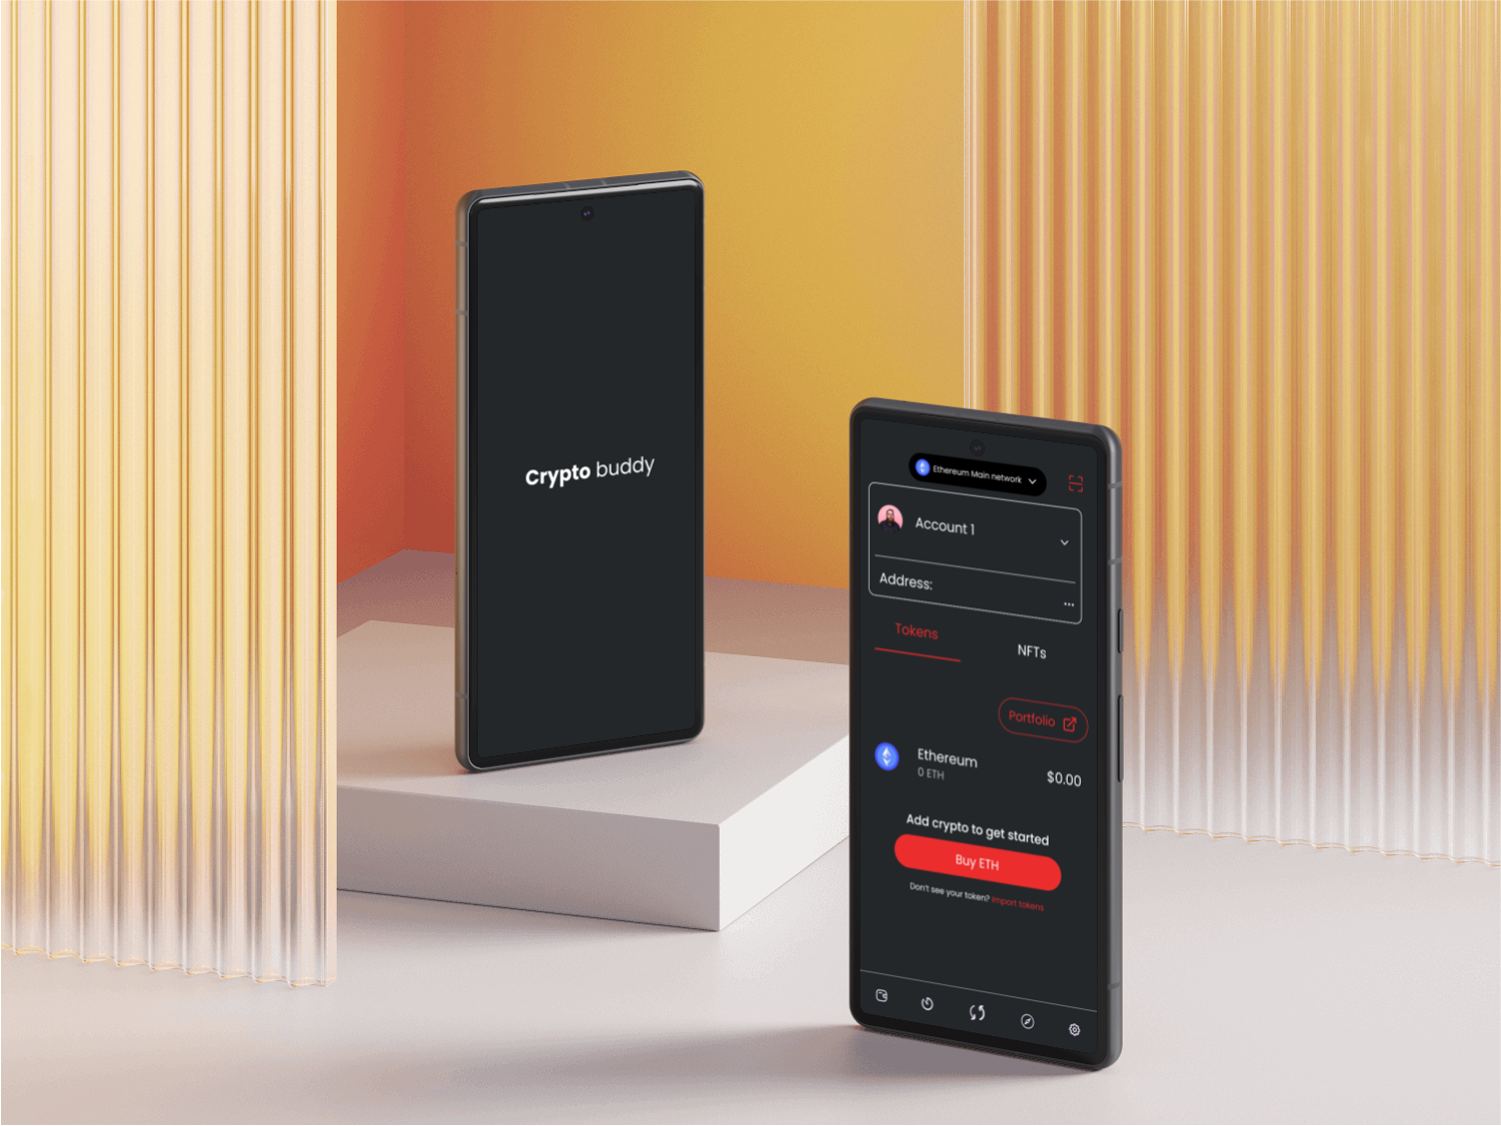 Crypto buddy
Ethereum Main network
Account 1
Address:
Tokens
NFTs
Portfolio
Ethereum
0 ETH
$0.00
Add crypto to get started
Buy ETH
Don't see your token? Import tokens